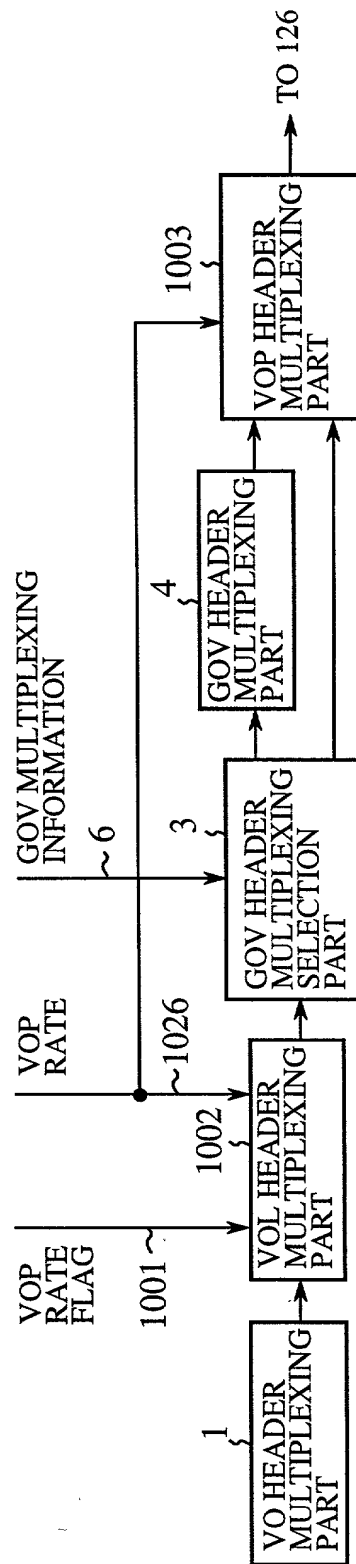 VOP
RATE
FLAG
1001
VOP
RATE
1026
GOV MULTIPLEXING
INFORMATION
6
1
VO HEADER
MULTIPLEXING
PART
1002
VOL HEADER
MULTIPLEXING
PART
3
GOV HEADER
MULTIPLEXING
SELECTION
PART
4
GOV HEADER
MULTIPLEXING
PART
1003
VOP HEADER
MULTIPLEXING
PART
TO 126